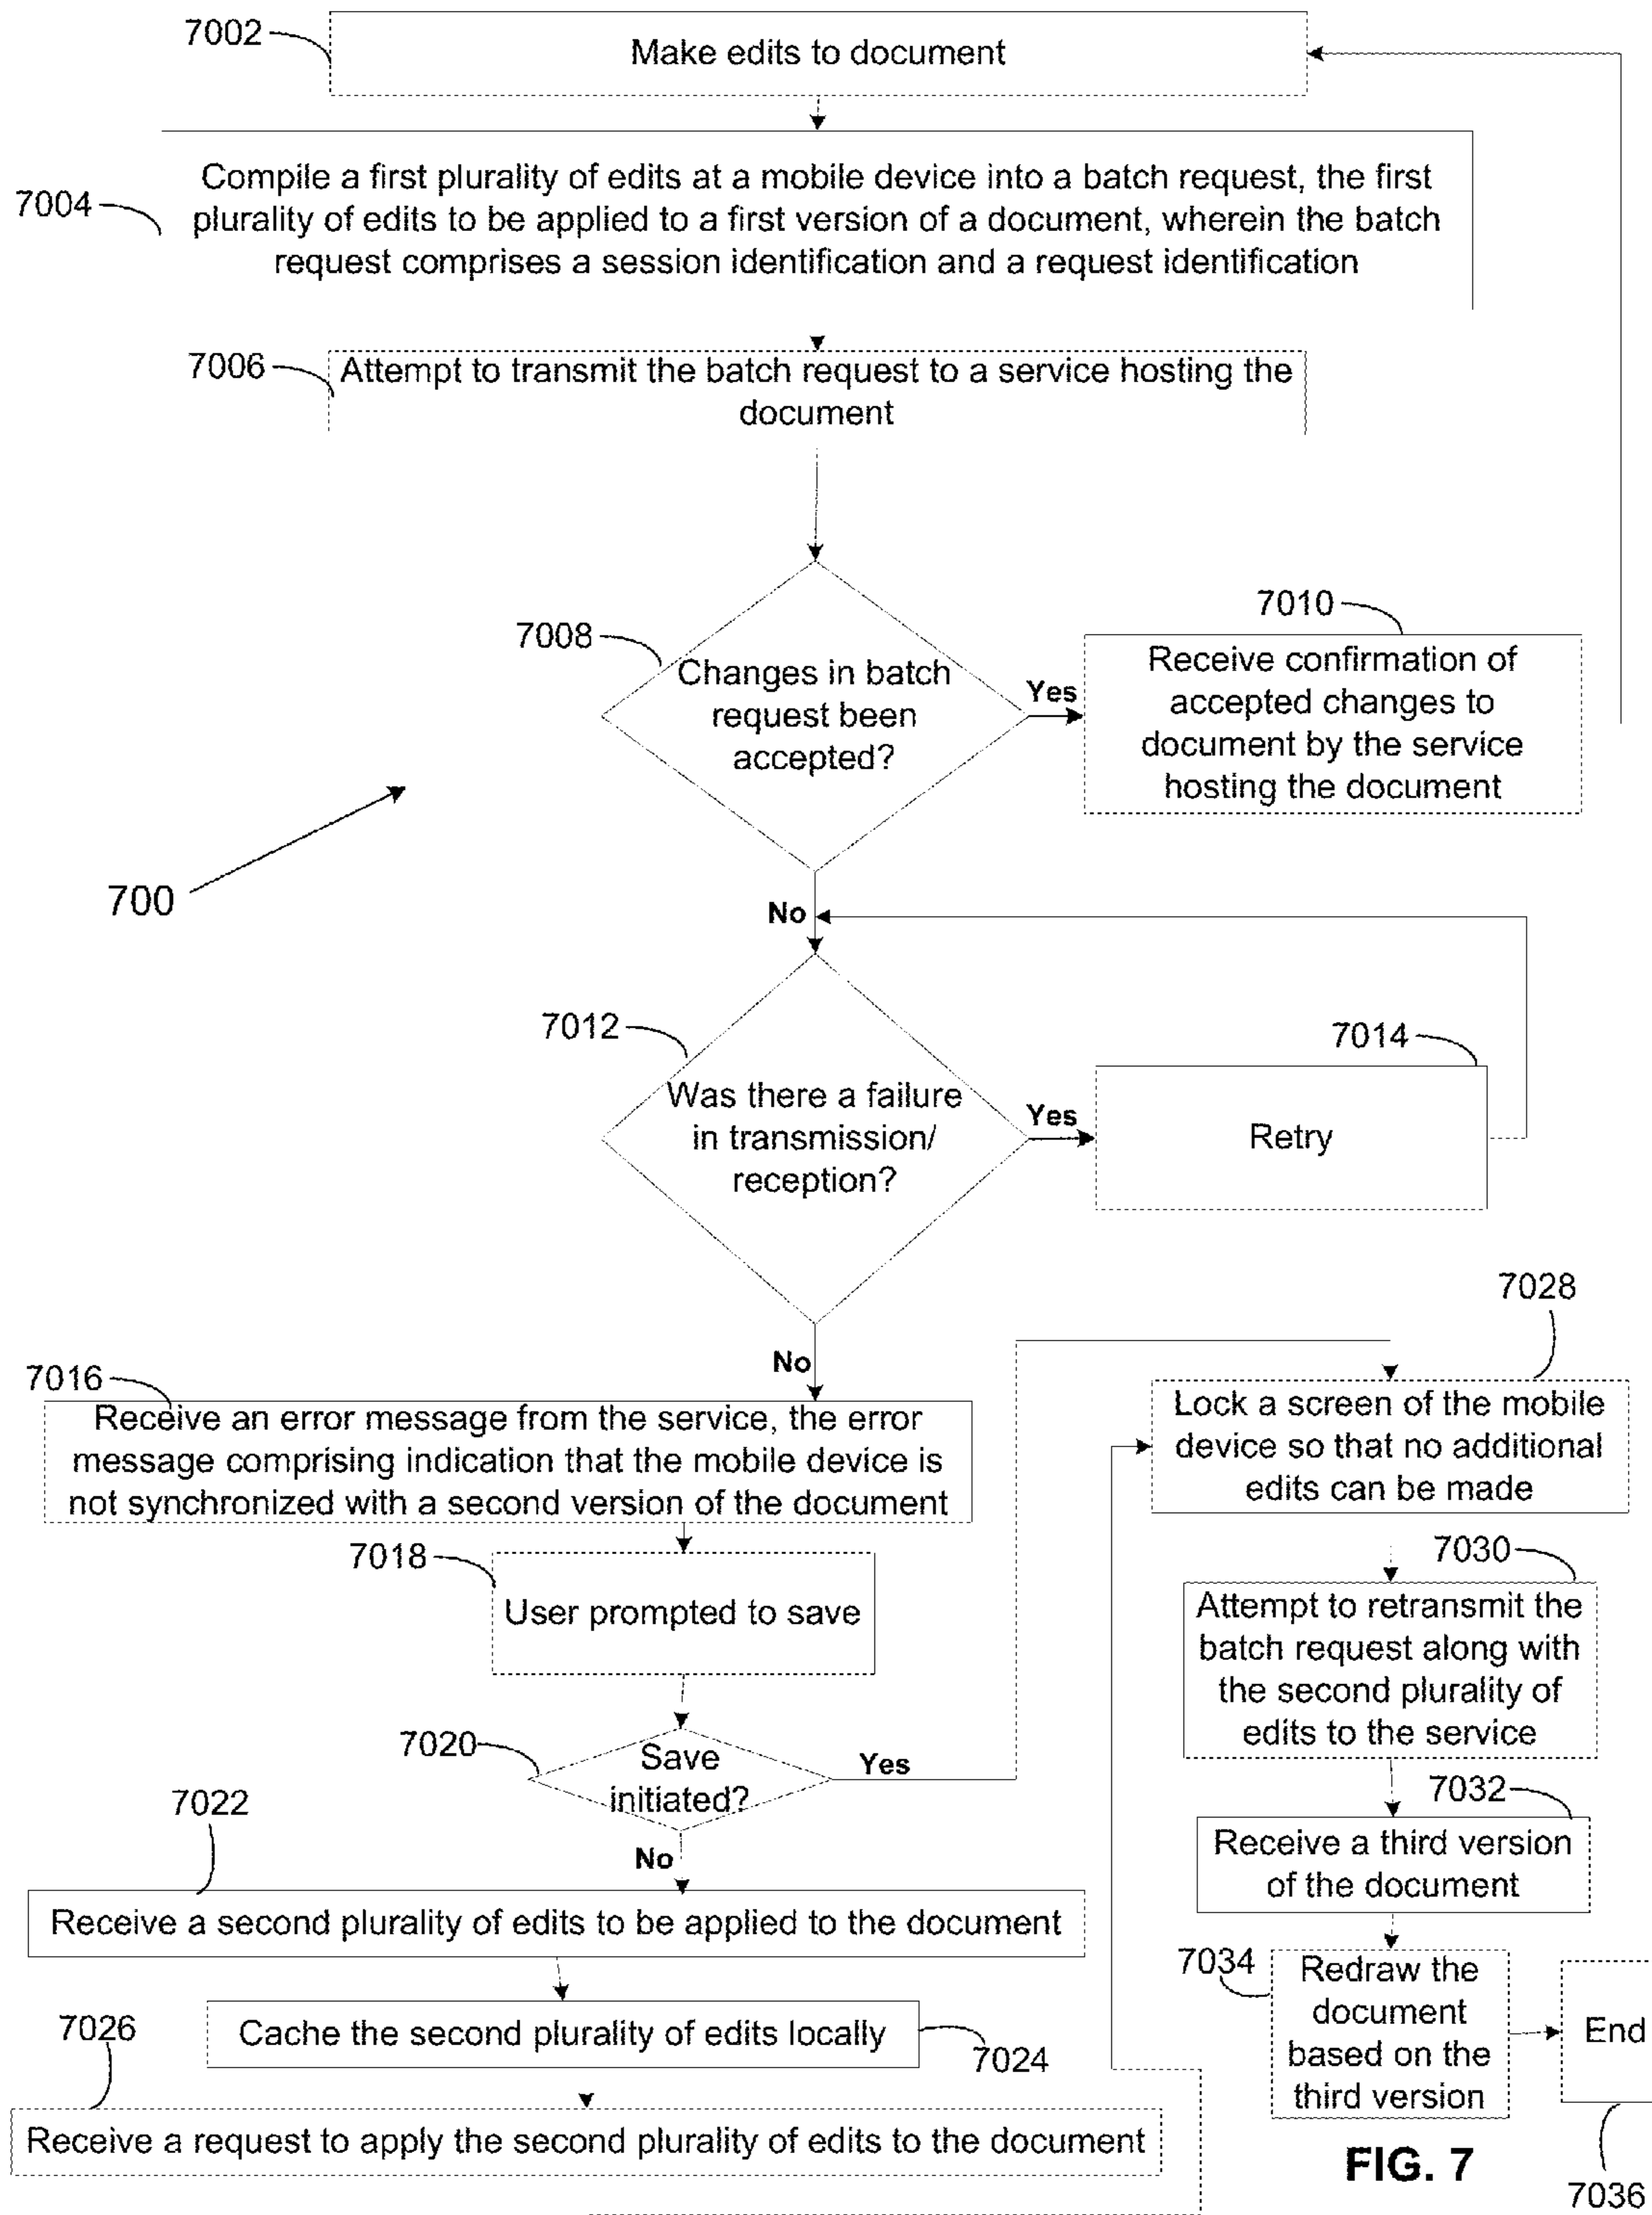 7002
Make edits to document
7004
Compile a first plurality of edits at a mobile device into a batch request, the first
plurality of edits to be applied to a first version of a document, wherein the batch
request comprises a session identification and a request identification
7006
Attempt to transmit the batch request to a service hosting the
document
7008
Changes in batch
request been
accepted?
Yes
7010
Receive confirmation of
accepted changes to
document by the service
hosting the document
700
No
7012
Was there a failure
in transmission/
reception?
Yes
7014
Retry
No
7016
Receive an error message from the service, the error
message comprising indication that the mobile device is
not synchronized with a second version of the document
7018
User prompted to save
7020
Save
initiated?
Yes
No
7022
Receive a second plurality of edits to be applied to the document
Cache the second plurality of edits locally
7024
7026
Receive a request to apply the second plurality of edits to the document
7028
Lock a screen of the mobile
device so that no additional
edits can be made
7030
Attempt to retransmit the
batch request along with
the second plurality of
edits to the service
7032
Receive a third version
of the document
7034
Redraw the
document
based on the
third version
End
7036
FIG. 7